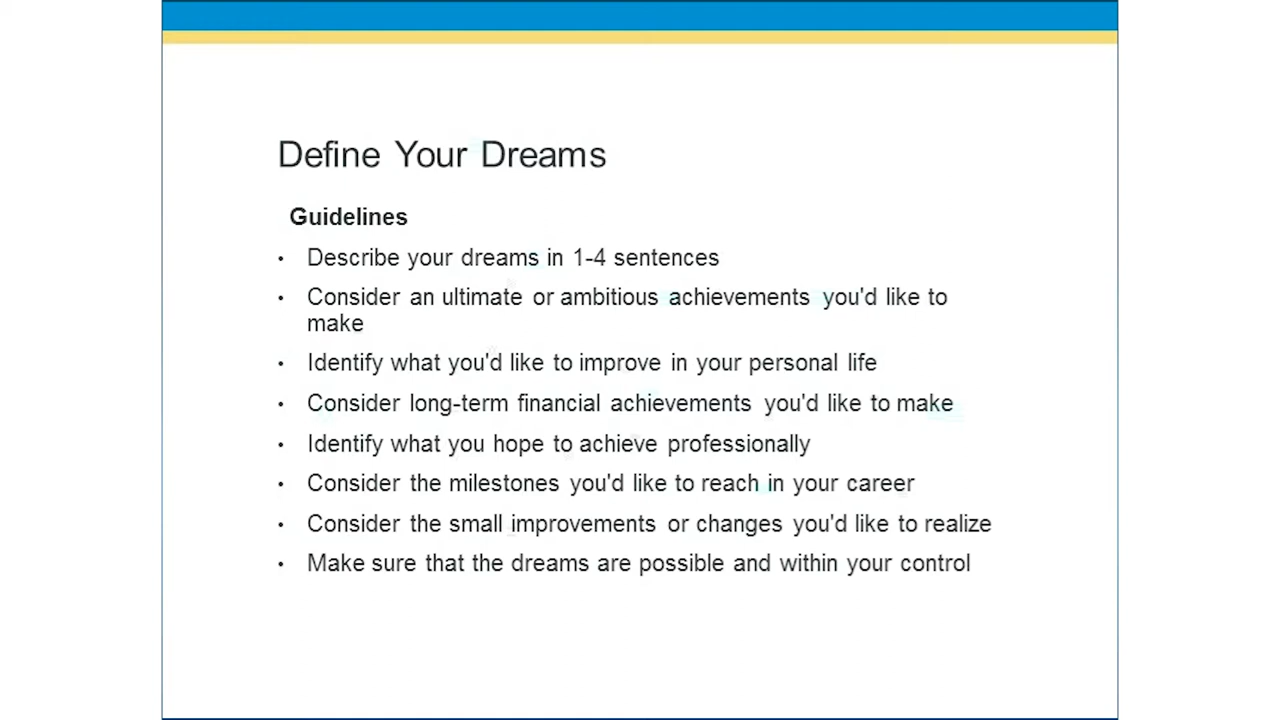 Define Your Dreams
Guidelines
• Describe your dreams in 1-4 sentences
• Consider an ultimate or ambitious achievements you'd like to
make
• Identify what you'd like to improve in your personal life
• Consider long-term financial achievements you'd like to make
• Identify what you hope to achieve professionally
• Consider the milestones you'd like to reach in your career
• Consider the small improvements or changes you'd like to realize
• Make sure that the dreams are possible and within your control